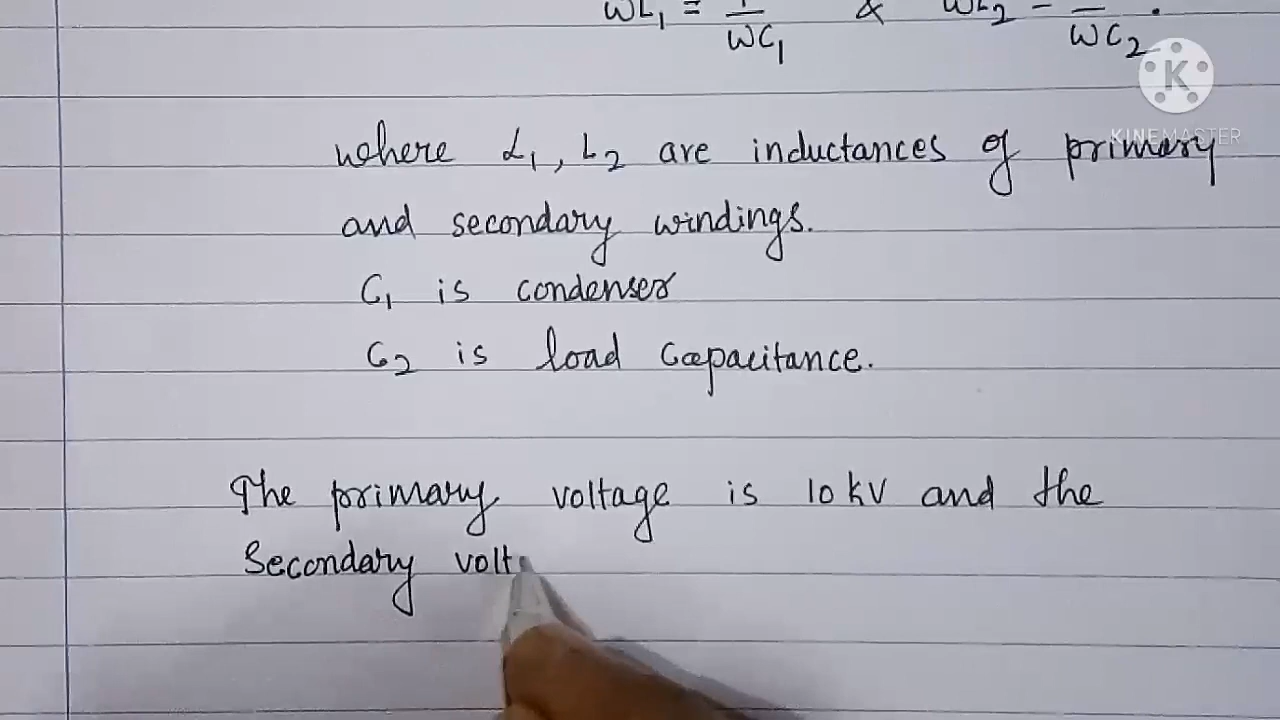 ωL₁ = 1/ωC₁ & ωL₂ = 1/ωC₂.
K
KINEMASTER
where L₁, L₂ are inductances of primary
and secondary windings.
C₁ is condenser
C₂ is load capacitance.
The primary voltage is 10 kV and the
Secondary volt